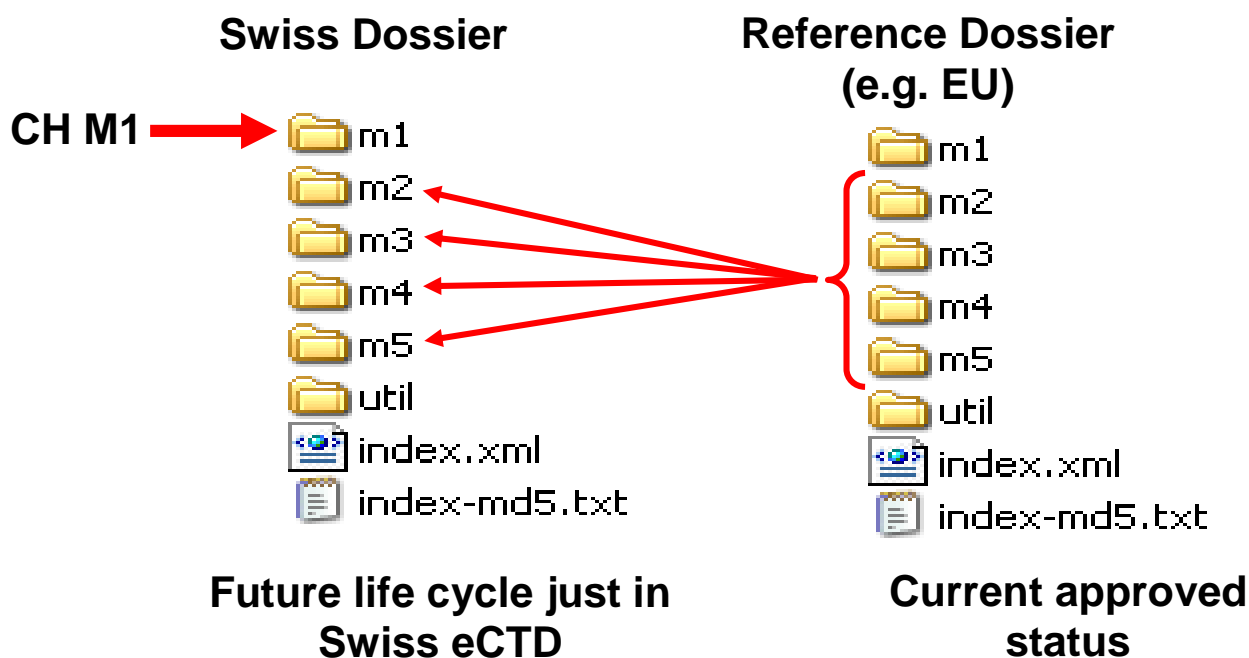 Swiss Dossier
Reference Dossier
(e.g. EU)
CH M1
m1
m2
m3
m4
m5
util
index.xml
index-md5.txt
m1
m2
m3
m4
m5
util
index.xml
index-md5.txt
Future life cycle just in
Swiss eCTD
Current approved
status